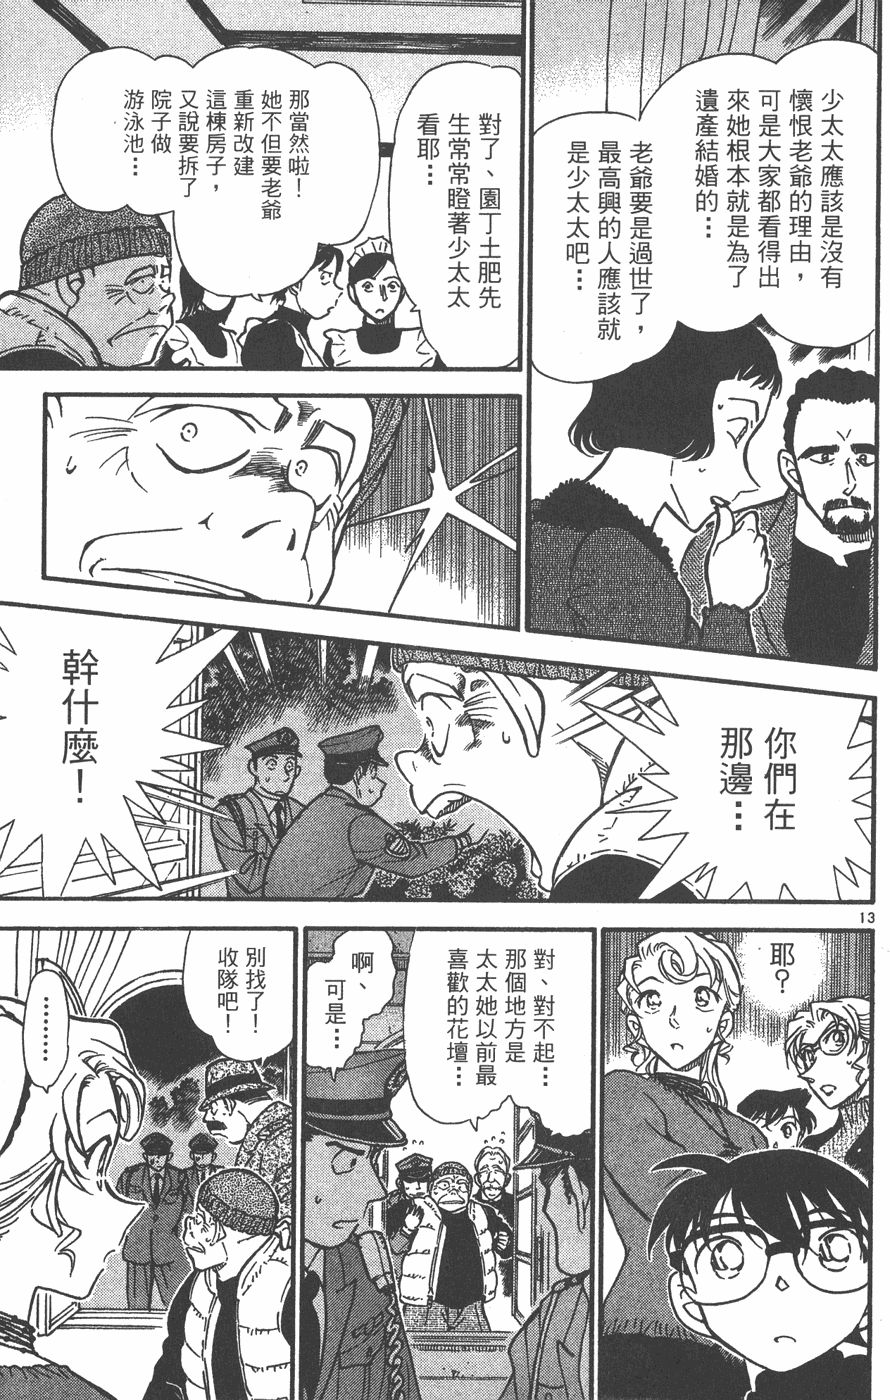 少太太應該是沒有
懷恨老爺的理由，
可是大家都看得出
來她根本就是為了
遺產結婚的…
老爺要是過世了，
最高興的人應該就
是少太太吧…
對了、園丁土肥先
生常常瞪著少太太
看耶…
那當然啦！
她不但要老爺
重新改建
這棟房子，
又說要拆了
院子做
游泳池…
你們在
那邊…
幹什麼！
13
耶？
對、對不起…
那個地方是
太太她以前最
喜歡的花壇…
啊、
可是…
別找了！
收隊吧！
………